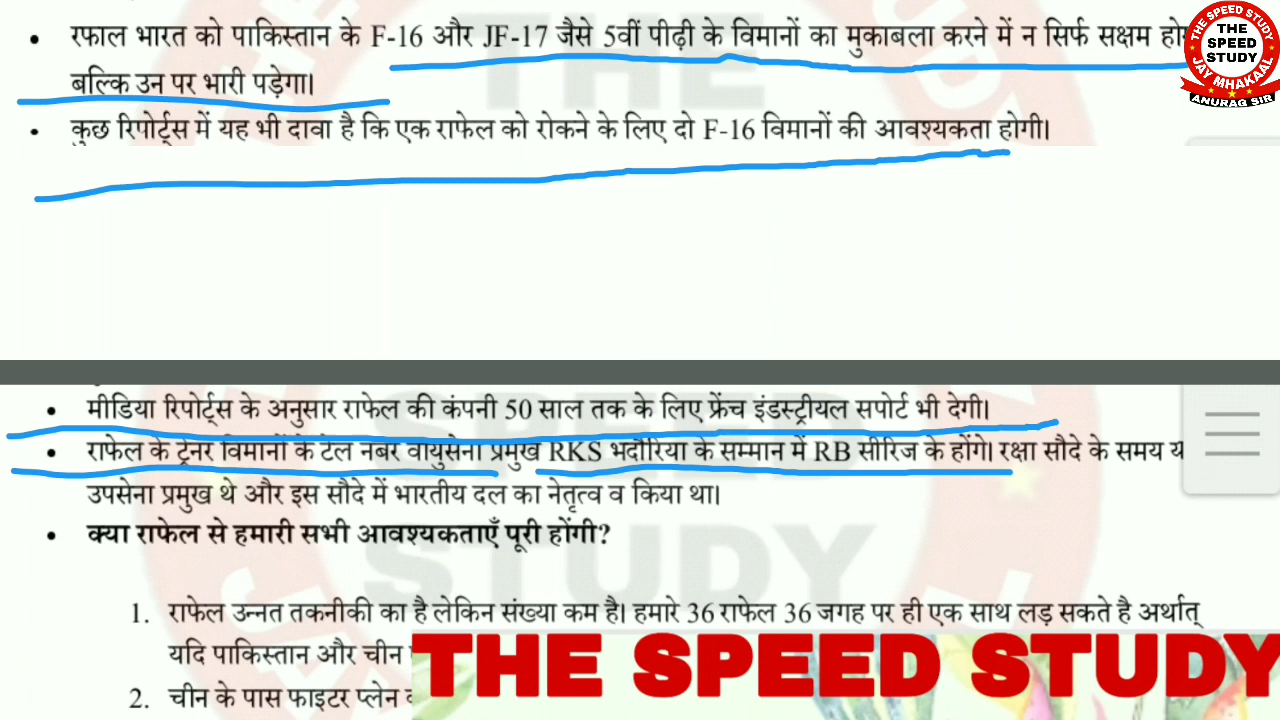 • रफाल भारत को पाकिस्तान के F-16 और JF-17 जैसे 5वीं पीढ़ी के विमानों का मुकाबला करने में न सिर्फ सक्षम
बल्कि उन पर भारी पड़ेगा।
• कुछ रिपोर्ट्स में यह भी दावा है कि एक राफेल को रोकने के लिए दो F-16 विमानों की आवश्यकता होगी।
THE SPEED STUDY
THE
SPEED
STUDY
JAY MHAKAAL
ANURAG SIR
THE
• मीडिया रिपोर्ट्स के अनुसार राफेल की कंपनी 50 साल तक के लिए फ्रेंच इंडस्ट्रीयल सपोर्ट भी देगी।
• राफेल के ट्रेनर विमानों के टेल नंबर वायुसेना प्रमुख RKS भदौरिया के सम्मान में RB सीरिज के होंगे। रक्षा सौदे के समय
उपसेना प्रमुख थे और इस सौदे में भारतीय दल का नेतृत्व व किया था।
• क्या राफेल से हमारी सभी आवश्यकताएँ पूरी होंगी?
1. राफेल उन्नत तकनीकी का है लेकिन संख्या कम है। हमारे 36 राफेल 36 जगह पर ही एक साथ लड़ सकते है अर्थात्
यदि पाकिस्तान और चीन
2. चीन के पास फाइटर प्लेन
SPEED
STUDY
THE SPEED STUDY